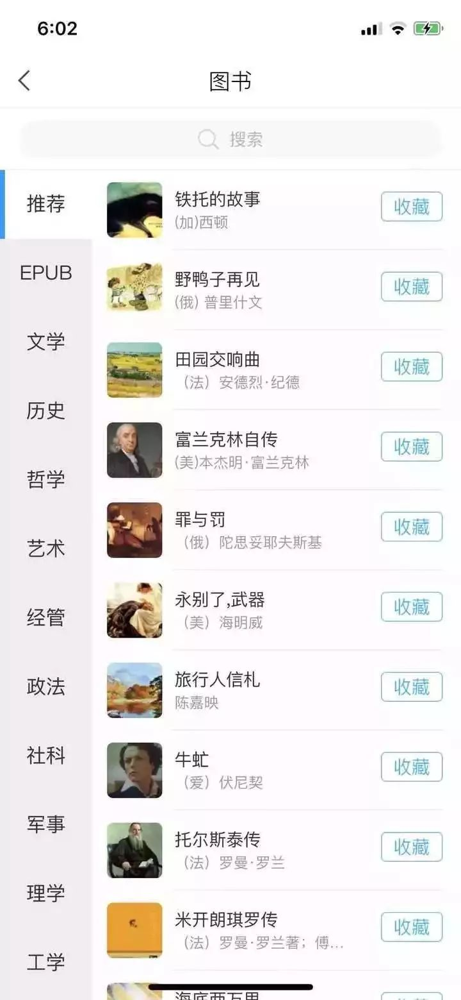 6:02
图书
搜索
推荐
EPUB
文学
历史
哲学
艺术
经管
政法
社科
军事
理学
工学
铁托的故事
(加)西顿
收藏
野鸭子再见
(俄) 普里什文
收藏
田园交响曲
（法）安德烈·纪德
收藏
富兰克林自传
(美)本杰明·富兰克林
收藏
罪与罚
（俄）陀思妥耶夫斯基
收藏
永别了,武器
（美）海明威
收藏
旅行人信札
陈嘉映
收藏
牛虻
（爱）伏尼契
收藏
托尔斯泰传
（法）罗曼·罗兰
收藏
米开朗琪罗传
（法）罗曼·罗兰著；傅...
收藏
海底两万里